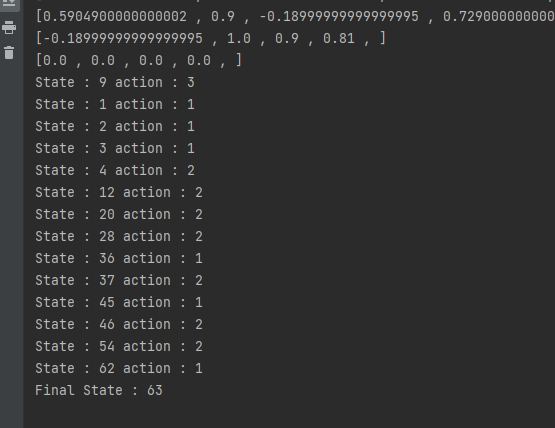 [0.5904900000000002 , 0.9 , -0.18999999999999995 , 0.729000000000
[-0.18999999999999995 , 1.0 , 0.9 , 0.81 , ]
[0.0 , 0.0 , 0.0 , 0.0 , ]
State : 9 action : 3
State : 1 action : 1
State : 2 action : 1
State : 3 action : 1
State : 4 action : 2
State : 12 action : 2
State : 20 action : 2
State : 28 action : 2
State : 36 action : 1
State : 37 action : 2
State : 45 action : 1
State : 46 action : 2
State : 54 action : 2
State : 62 action : 1
Final State : 63